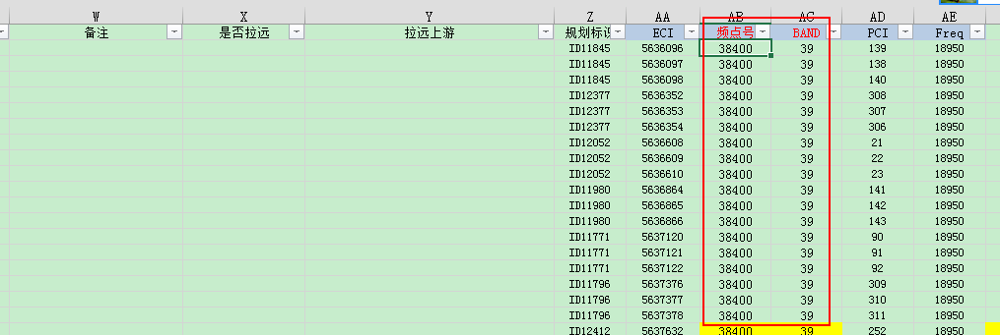 W X Y Z AA AB AC AD AE
备注 是否拉远 拉远上游 规划标识 ECI 频点号 BAND PCI Freq
ID11845 5636096 38400 39 139 18950
ID11845 5636097 38400 39 138 18950
ID11845 5636098 38400 39 140 18950
ID12377 5636352 38400 39 308 18950
ID12377 5636353 38400 39 307 18950
ID12377 5636354 38400 39 306 18950
ID12052 5636608 38400 39 21 18950
ID12052 5636609 38400 39 22 18950
ID12052 5636610 38400 39 23 18950
ID11980 5636864 38400 39 141 18950
ID11980 5636865 38400 39 142 18950
ID11980 5636866 38400 39 143 18950
ID11771 5637120 38400 39 90 18950
ID11771 5637121 38400 39 91 18950
ID11771 5637122 38400 39 92 18950
ID11796 5637376 38400 39 309 18950
ID11796 5637377 38400 39 310 18950
ID11796 5637378 38400 39 311 18950
ID12412 5637632 38400 39 252 18950